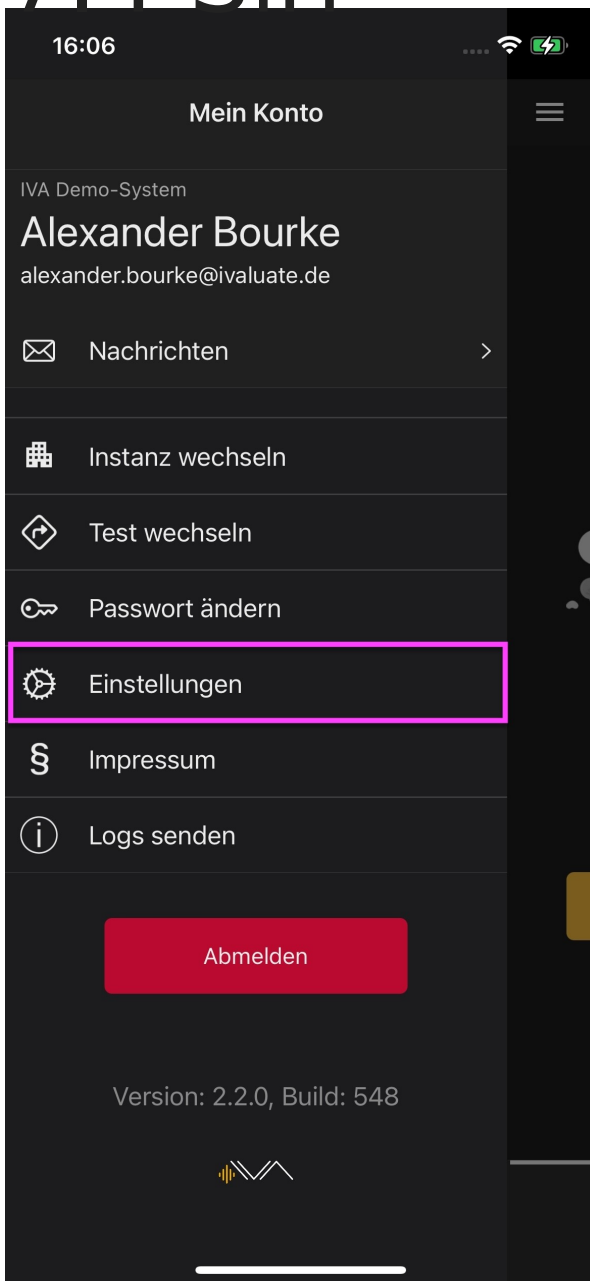 16:06
Mein Konto
IVA Demo-System
Alexander Bourke
alexander.bourke@ivaluate.de
Nachrichten
Instanz wechseln
Test wechseln
Passwort ändern
Einstellungen
§ Impressum
Logs senden
Abmelden
Version: 2.2.0, Build: 548
IVA